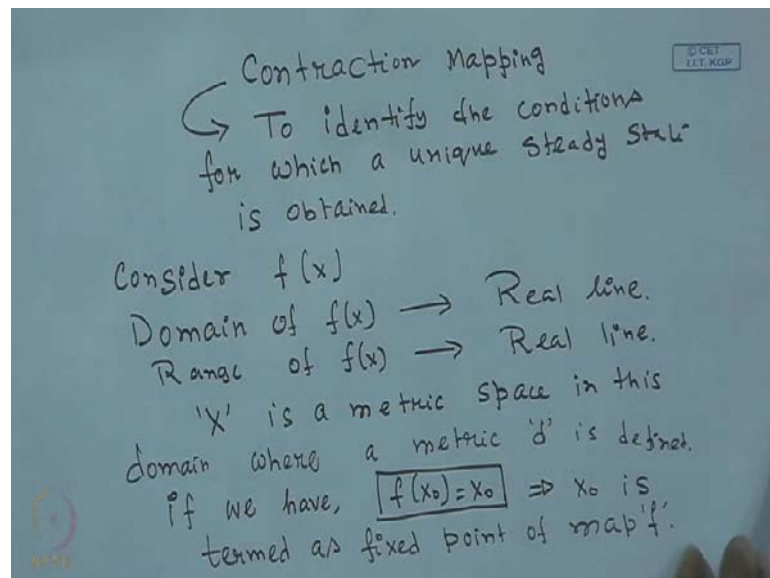 Contraction Mapping
© CET
I.I.T. KGP
→ To identify the conditions
for which a unique steady state
is obtained.
Consider f(x)
Domain of f(x) → Real line.
Range of f(x) → Real line.
'X' is a metric space in this
domain where a metric 'd' is defined.
if we have, f(x₀) = x₀ ⇒ x₀ is
termed as fixed point of map 'f'.